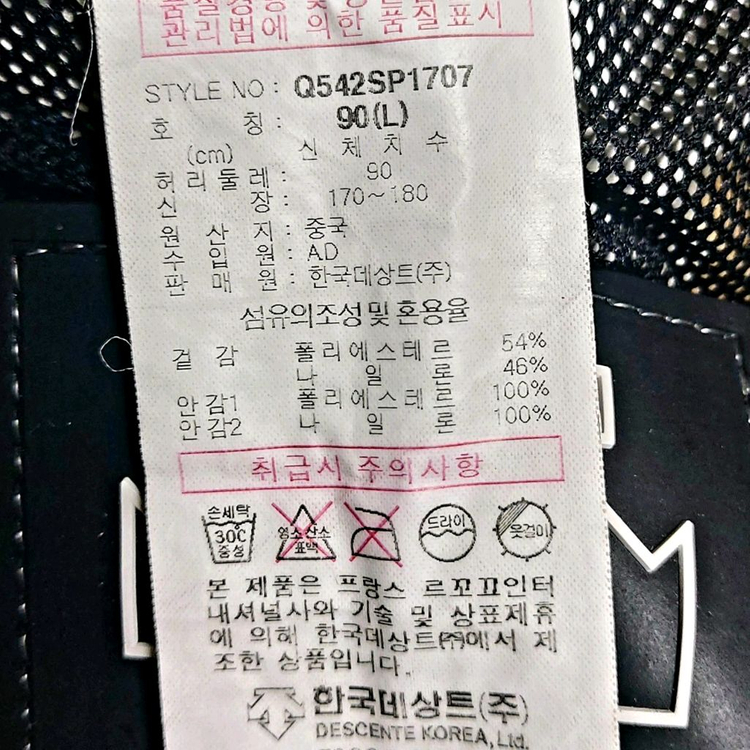 관리법에 의한 품질표시
STYLE NO : Q542SP1707
호 칭 : 90(L)
(cm) 신 체 치 수
허리둘레 : 90
신 장 : 170~180
원 산 지 : 중국
수 입 원 : AD
판 매 원 : 한국데상트(주)
섬유의조성및혼용율
겉 감 폴리에스테르 54%
나 일 론 46%
안감1 폴리에스테르 100%
안감2 나 일 론 100%
취급시 주의사항
손세탁 30℃ 중성 염소산소 표백 드라이 옷걸이
본 제품은 프랑스 르꼬끄인터
내셔널사와 기술 및 상표제휴
에 의해 한국데상트(주)에서 제
조한 상품입니다.
한국데상트(주)
DESCENTE KOREA, Ltd.